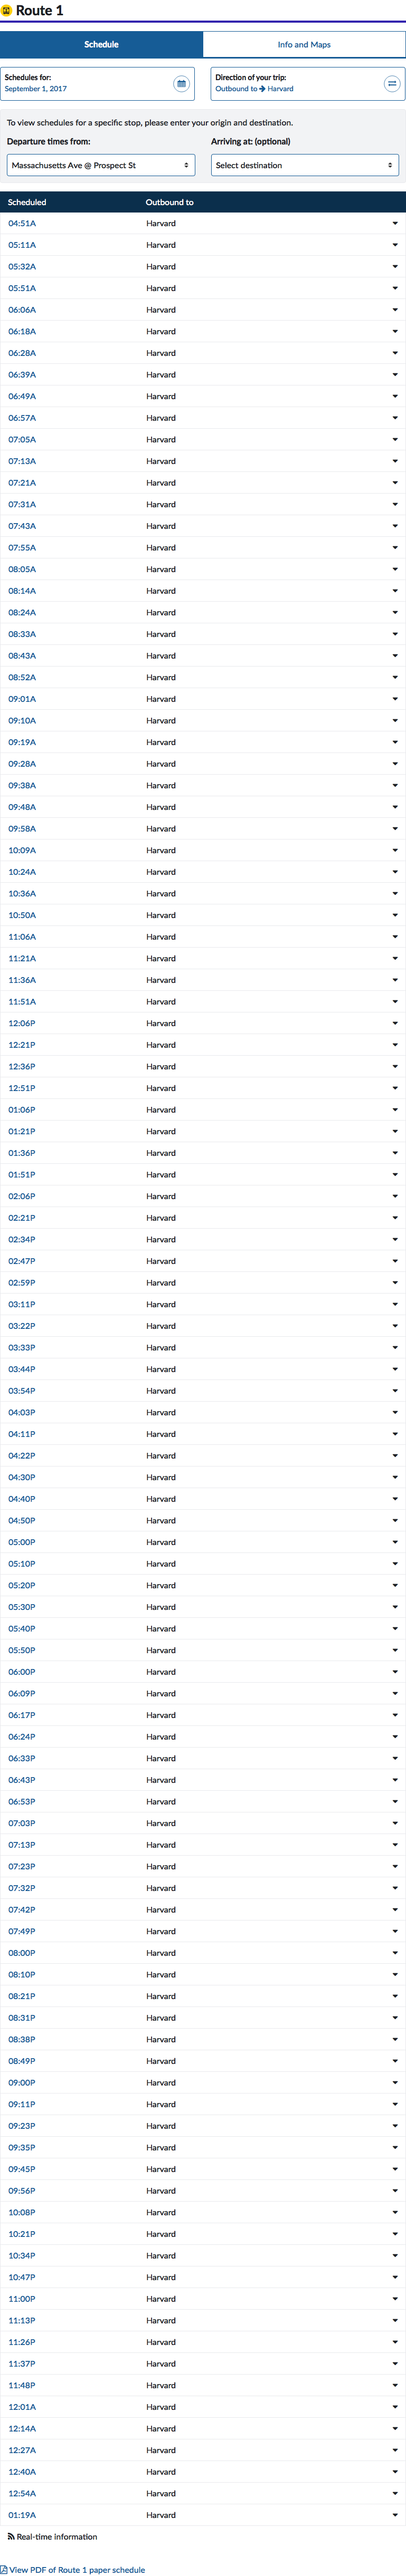 Route 1
Schedule Info and Maps
Schedules for: Direction of your trip:
September 1, 2017 Outbound to → Harvard
To view schedules for a specific stop, please enter your origin and destination.
Departure times from: Arriving at: (optional)
Massachusetts Ave @ Prospect St Select destination
Scheduled Outbound to
04:51A Harvard
05:11A Harvard
05:32A Harvard
05:51A Harvard
06:06A Harvard
06:18A Harvard
06:28A Harvard
06:39A Harvard
06:49A Harvard
06:57A Harvard
07:05A Harvard
07:13A Harvard
07:21A Harvard
07:31A Harvard
07:43A Harvard
07:55A Harvard
08:05A Harvard
08:14A Harvard
08:24A Harvard
08:33A Harvard
08:43A Harvard
08:52A Harvard
09:01A Harvard
09:10A Harvard
09:19A Harvard
09:28A Harvard
09:38A Harvard
09:48A Harvard
09:58A Harvard
10:09A Harvard
10:24A Harvard
10:36A Harvard
10:50A Harvard
11:06A Harvard
11:21A Harvard
11:36A Harvard
11:51A Harvard
12:06P Harvard
12:21P Harvard
12:36P Harvard
12:51P Harvard
01:06P Harvard
01:21P Harvard
01:36P Harvard
01:51P Harvard
02:06P Harvard
02:21P Harvard
02:34P Harvard
02:47P Harvard
02:59P Harvard
03:11P Harvard
03:22P Harvard
03:33P Harvard
03:44P Harvard
03:54P Harvard
04:03P Harvard
04:11P Harvard
04:22P Harvard
04:30P Harvard
04:40P Harvard
04:50P Harvard
05:00P Harvard
05:10P Harvard
05:20P Harvard
05:30P Harvard
05:40P Harvard
05:50P Harvard
06:00P Harvard
06:09P Harvard
06:17P Harvard
06:24P Harvard
06:33P Harvard
06:43P Harvard
06:53P Harvard
07:03P Harvard
07:13P Harvard
07:23P Harvard
07:32P Harvard
07:42P Harvard
07:49P Harvard
08:00P Harvard
08:10P Harvard
08:21P Harvard
08:31P Harvard
08:38P Harvard
08:49P Harvard
09:00P Harvard
09:11P Harvard
09:23P Harvard
09:35P Harvard
09:45P Harvard
09:56P Harvard
10:08P Harvard
10:21P Harvard
10:34P Harvard
10:47P Harvard
11:00P Harvard
11:13P Harvard
11:26P Harvard
11:37P Harvard
11:48P Harvard
12:01A Harvard
12:14A Harvard
12:27A Harvard
12:40A Harvard
12:54A Harvard
01:19A Harvard
Real-time information
View PDF of Route 1 paper schedule